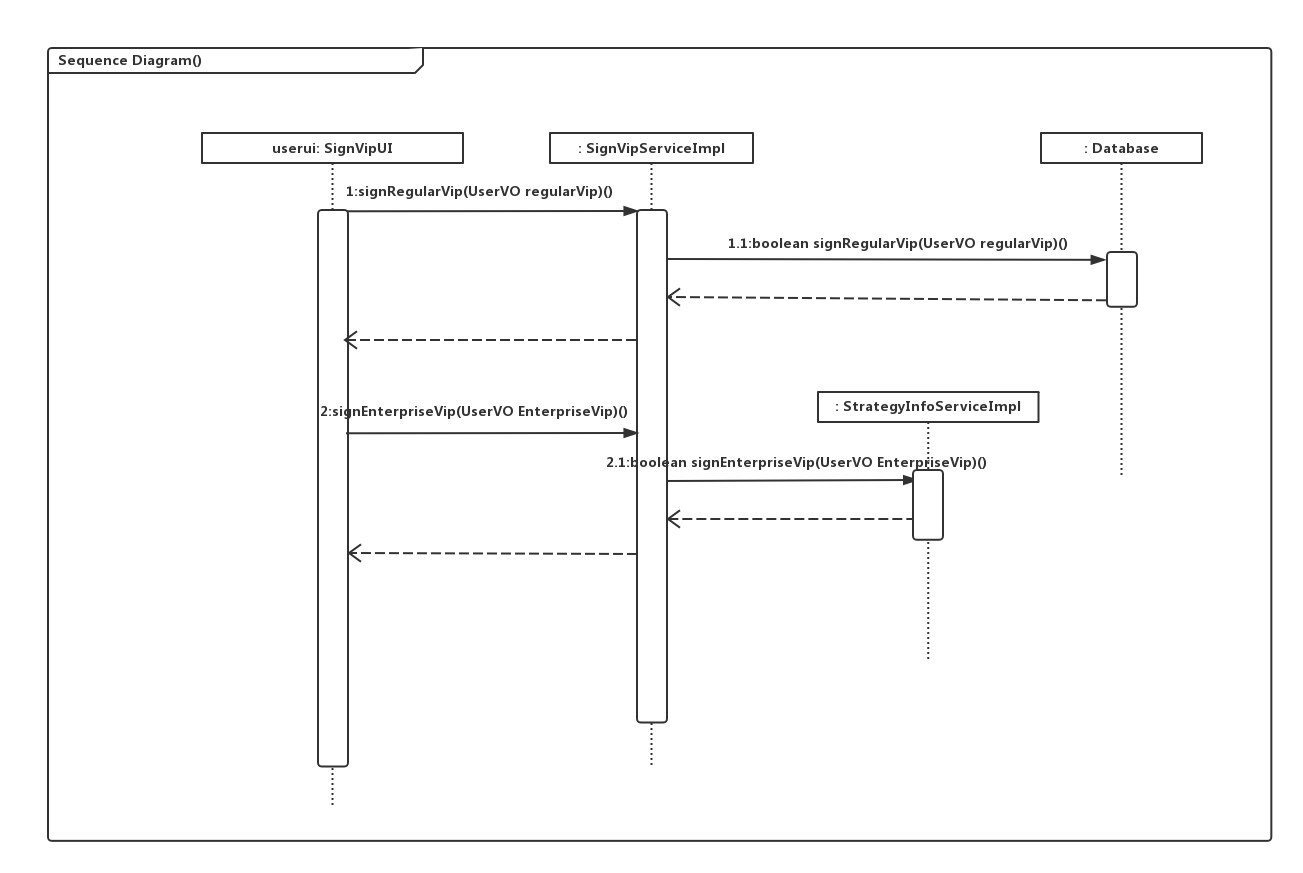 Sequence Diagram()
userui: SignVipUI
: SignVipServiceImpl
: Database
1:signRegularVip(UserVO regularVip)()
1.1:boolean signRegularVip(UserVO regularVip)()
: StrategyInfoServiceImpl
2:signEnterpriseVip(UserVO EnterpriseVip)()
2.1:boolean signEnterpriseVip(UserVO EnterpriseVip)()